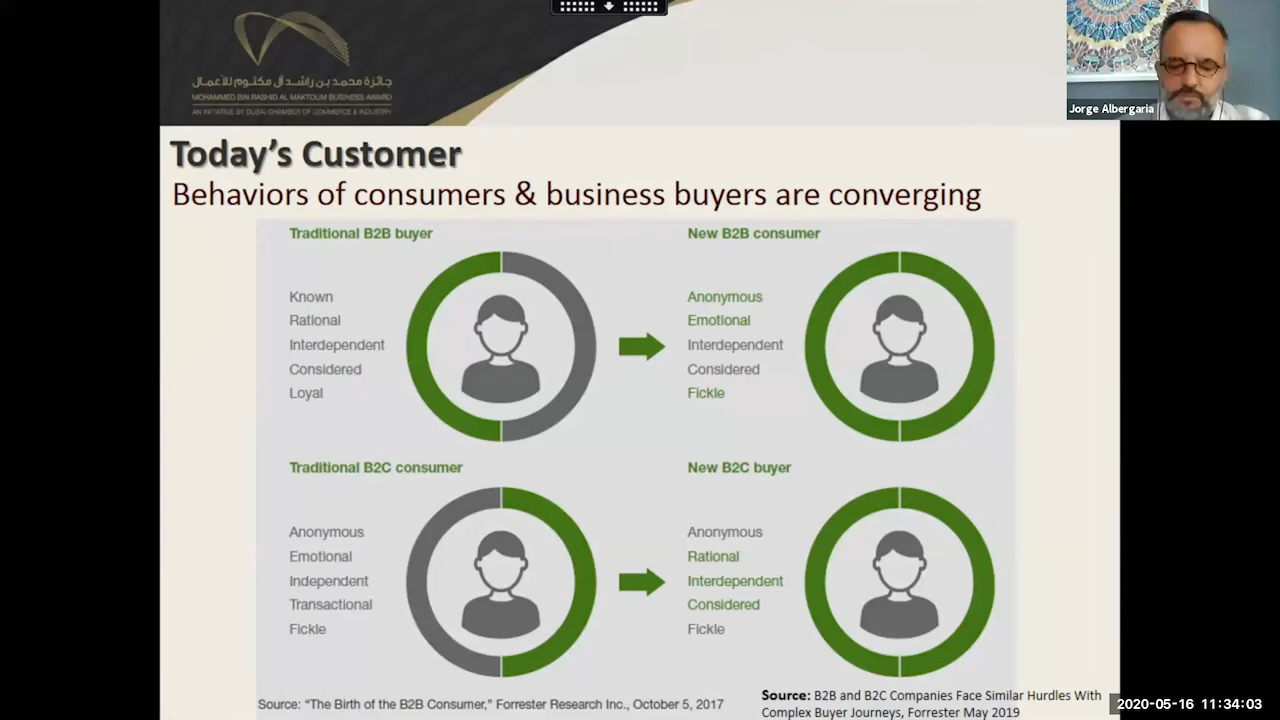 جائزة محمد بن راشد آل مكتوم للأعمال
MOHAMMED BIN RASHID AL MAKTOUM BUSINESS AWARD
AN INITIATIVE BY DUBAI CHAMBER OF COMMERCE & INDUSTRY
Jorge Albergaria
Today's Customer
Behaviors of consumers & business buyers are converging
Traditional B2B buyer
Known
Rational
Interdependent
Considered
Loyal
New B2B consumer
Anonymous
Emotional
Interdependent
Considered
Fickle
Traditional B2C consumer
Anonymous
Emotional
Independent
Transactional
Fickle
New B2C buyer
Anonymous
Rational
Interdependent
Considered
Fickle
Source: "The Birth of the B2B Consumer," Forrester Research Inc., October 5, 2017
Source: B2B and B2C Companies Face Similar Hurdles With
Complex Buyer Journeys, Forrester May 2019
2020-05-16 11:34:03